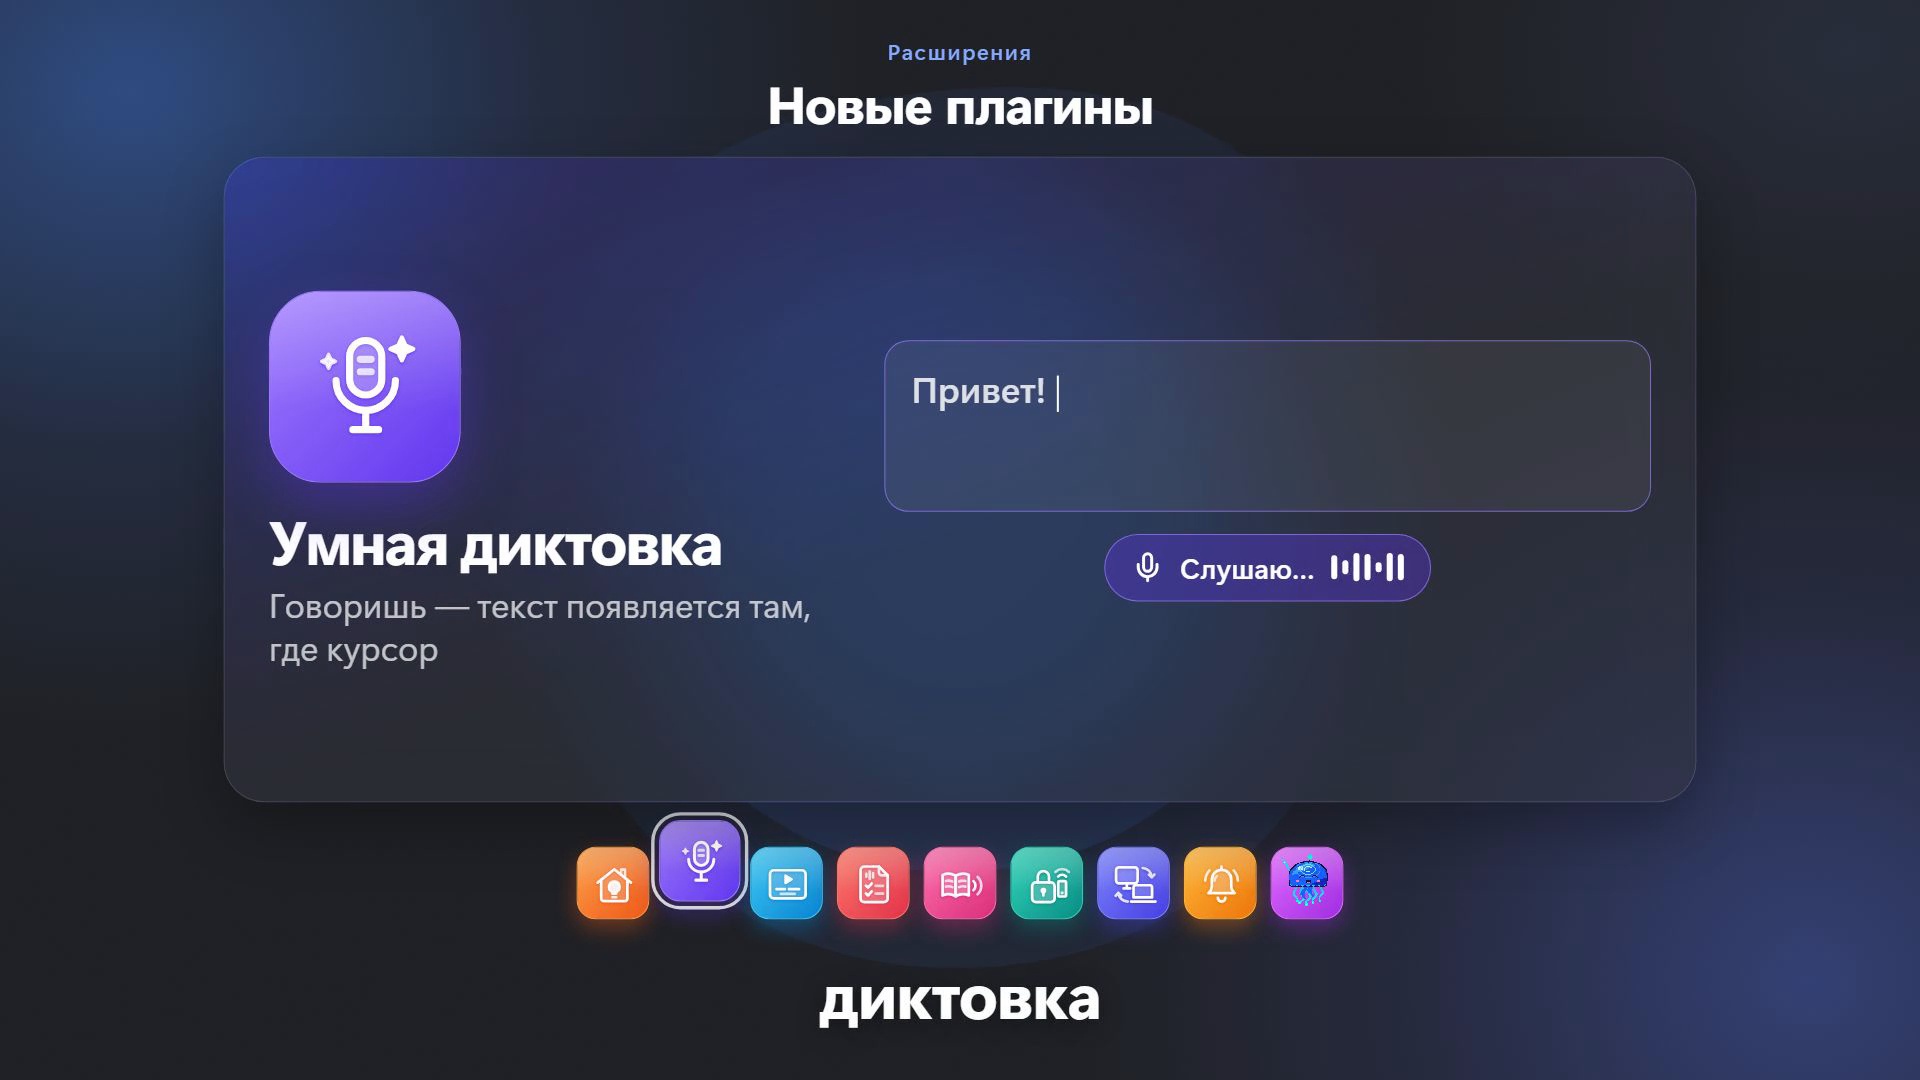 Расширения
Новые плагины
Привет!
Слушаю...
Умная диктовка
Говоришь — текст появляется там,
где курсор
диктовка